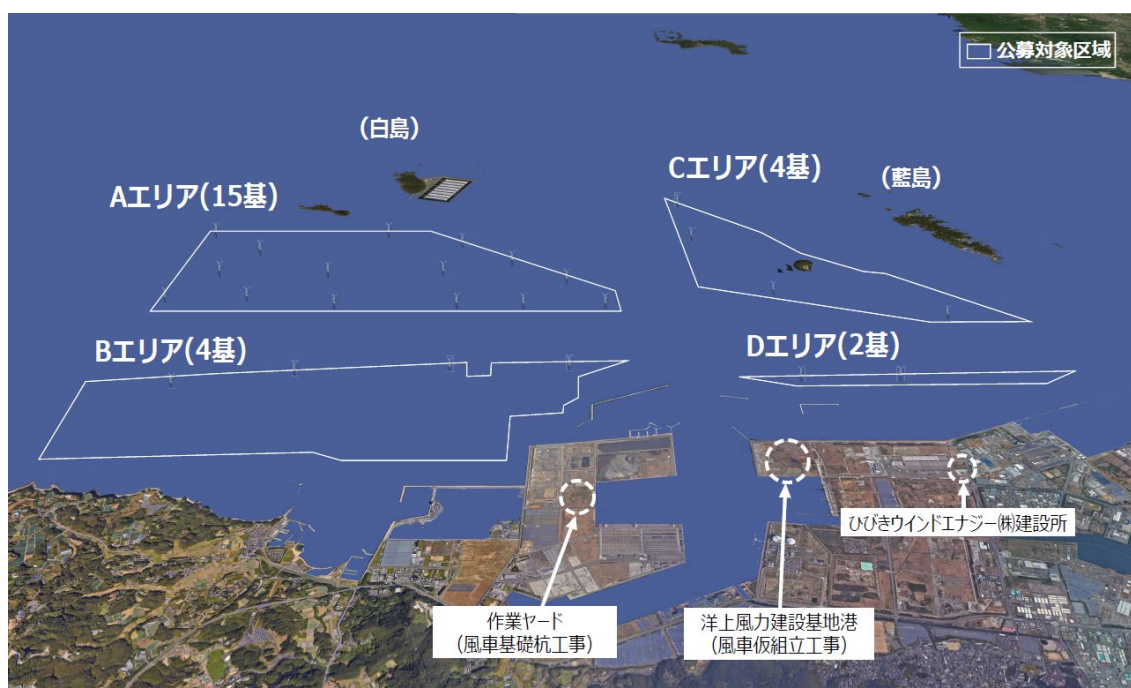 公募対象区域
(白島)
Aエリア(15基)
Cエリア(4基)
(藍島)
Bエリア(4基)
Dエリア(2基)
ひびきウインドエナジー㈱建設所
作業ヤード
(風車基礎杭工事)
洋上風力建設基地港
(風車仮組立工事)